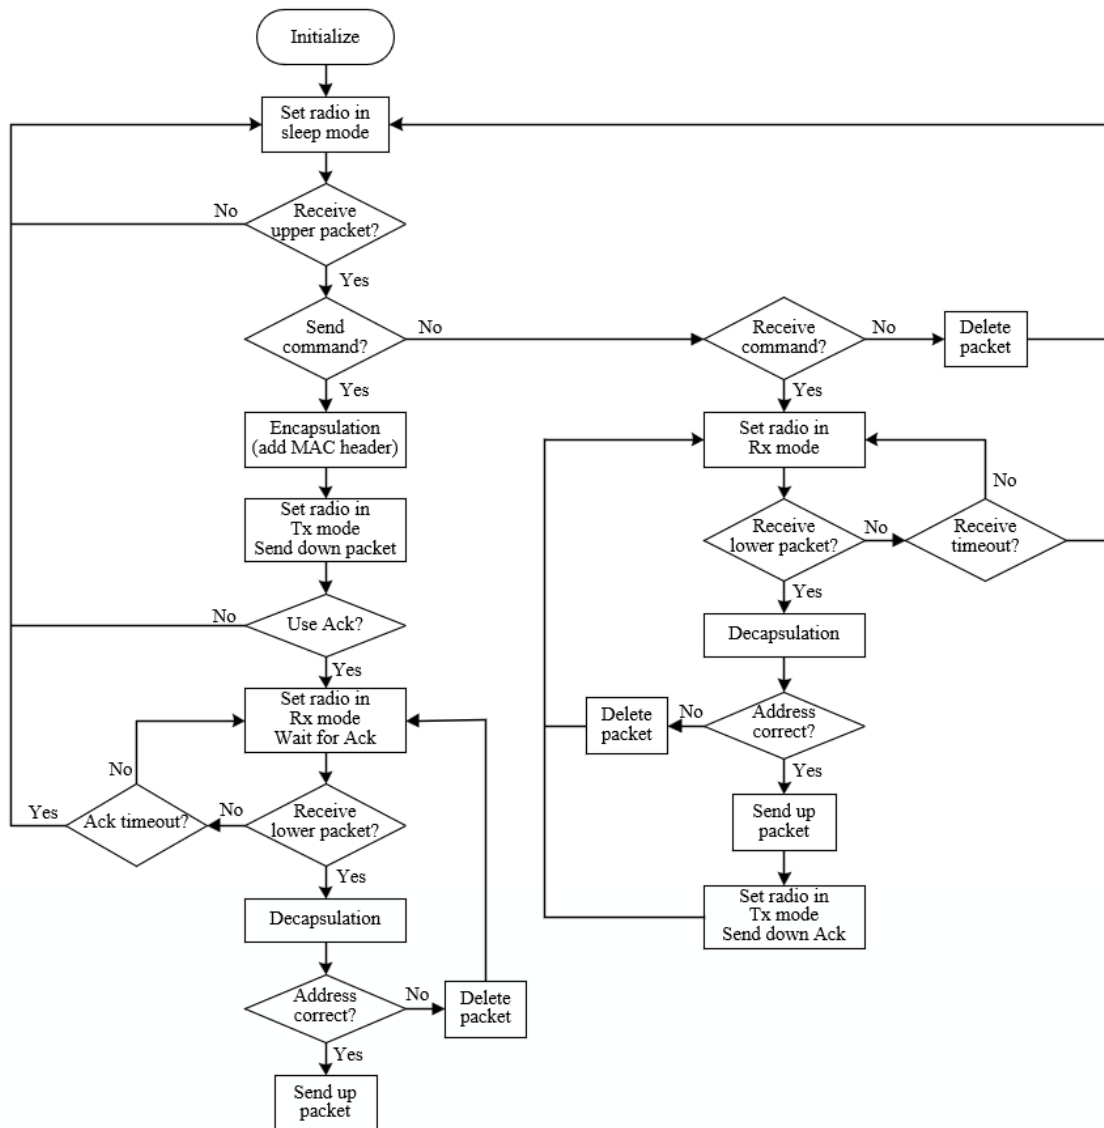 Initialize
Set radio in
sleep mode
No
Receive
upper packet?
Yes
Send
command?
No
Receive
command?
No
Delete
packet
Yes
Yes
Encapsulation
(add MAC header)
Set radio in
Rx mode
No
Set radio in
Tx mode
Send down packet
Receive
lower packet?
No
Receive
timeout?
Yes
No
Use Ack?
Decapsulation
Yes
Set radio in
Rx mode
Wait for Ack
Delete
packet
No
Address
correct?
No
Yes
Yes
Ack timeout?
No
Receive
lower packet?
Send up
packet
Yes
Decapsulation
Set radio in
Tx mode
Send down Ack
Address
correct?
No
Delete
packet
Yes
Send up
packet